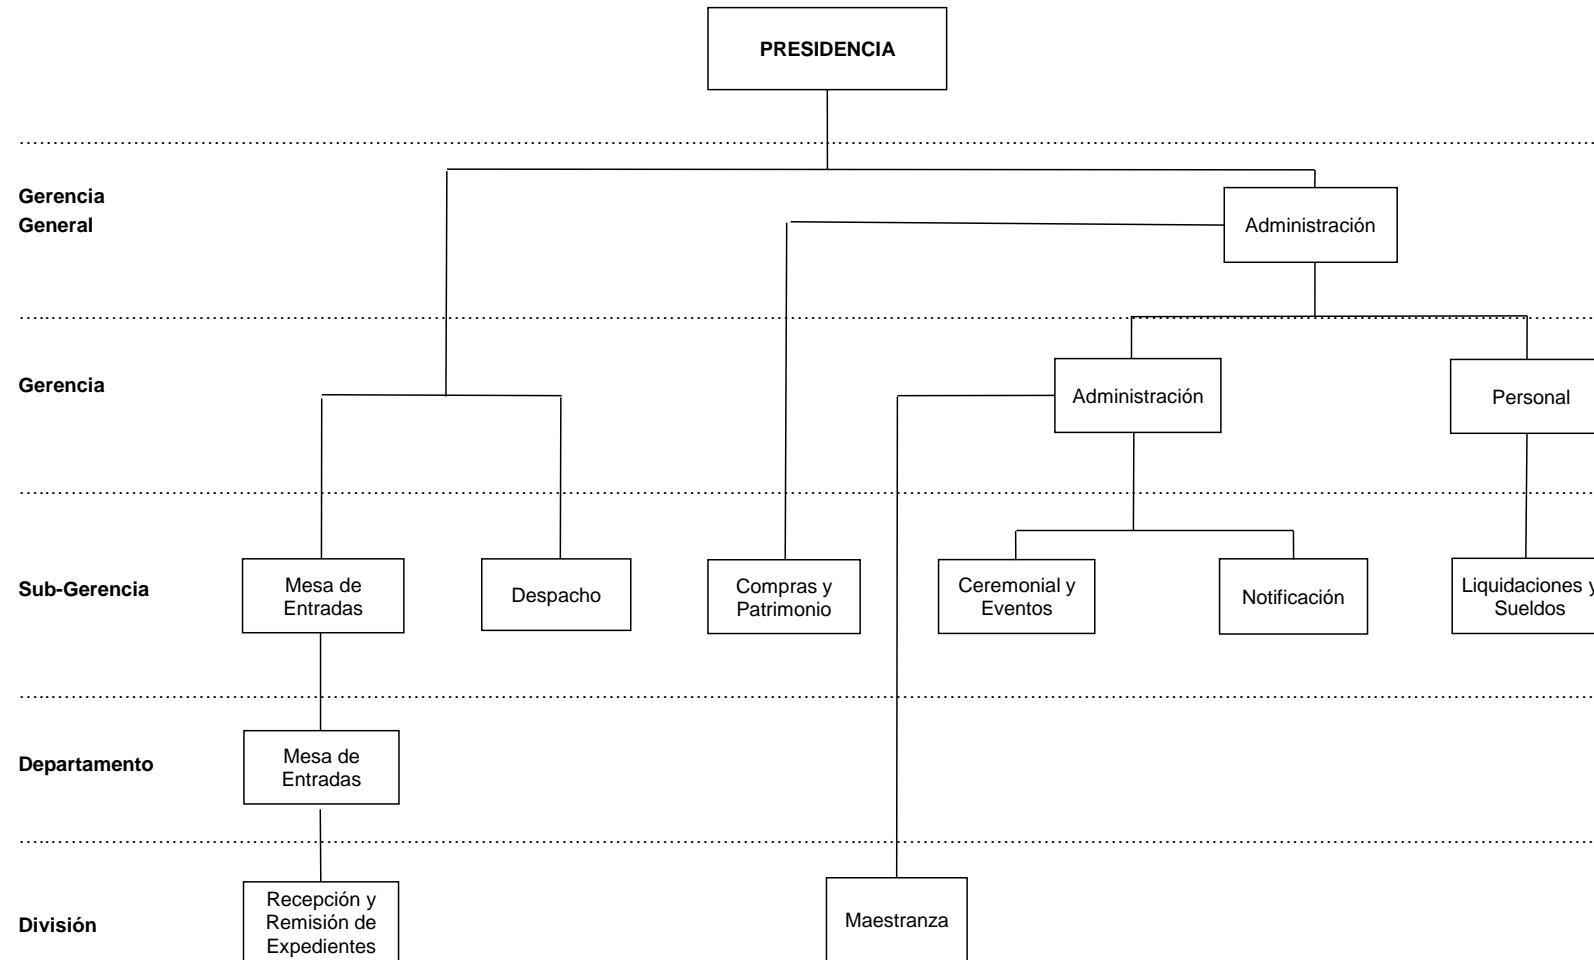 PRESIDENCIA
Gerencia
General
Administración
Gerencia
Administración
Personal
Sub-Gerencia
Mesa de
Entradas
Despacho
Compras y
Patrimonio
Ceremonial y
Eventos
Notificación
Liquidaciones y
Sueldos
Departamento
Mesa de
Entradas
División
Recepción y
Remisión de
Expedientes
Maestranza